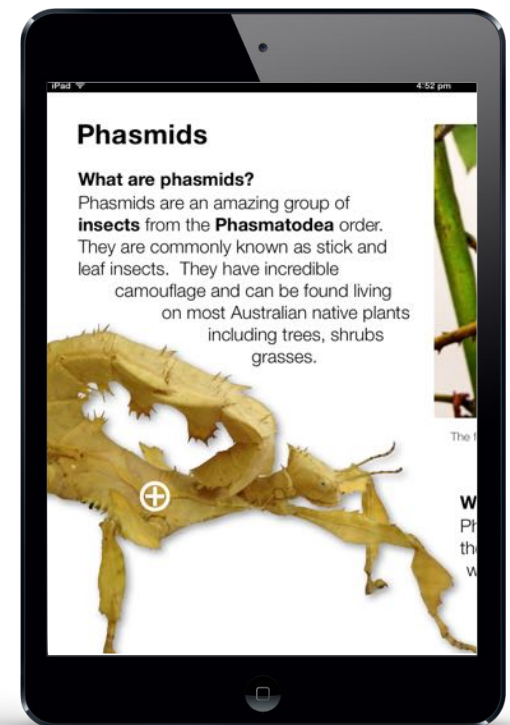 iPad
4:52 pm
Phasmids
What are phasmids?
Phasmids are an amazing group of
insects from the Phasmatodea order.
They are commonly known as stick and
leaf insects.  They have incredible
camouflage and can be found living
on most Australian native plants
including trees, shrubs
grasses.
The
W
Ph
the
w